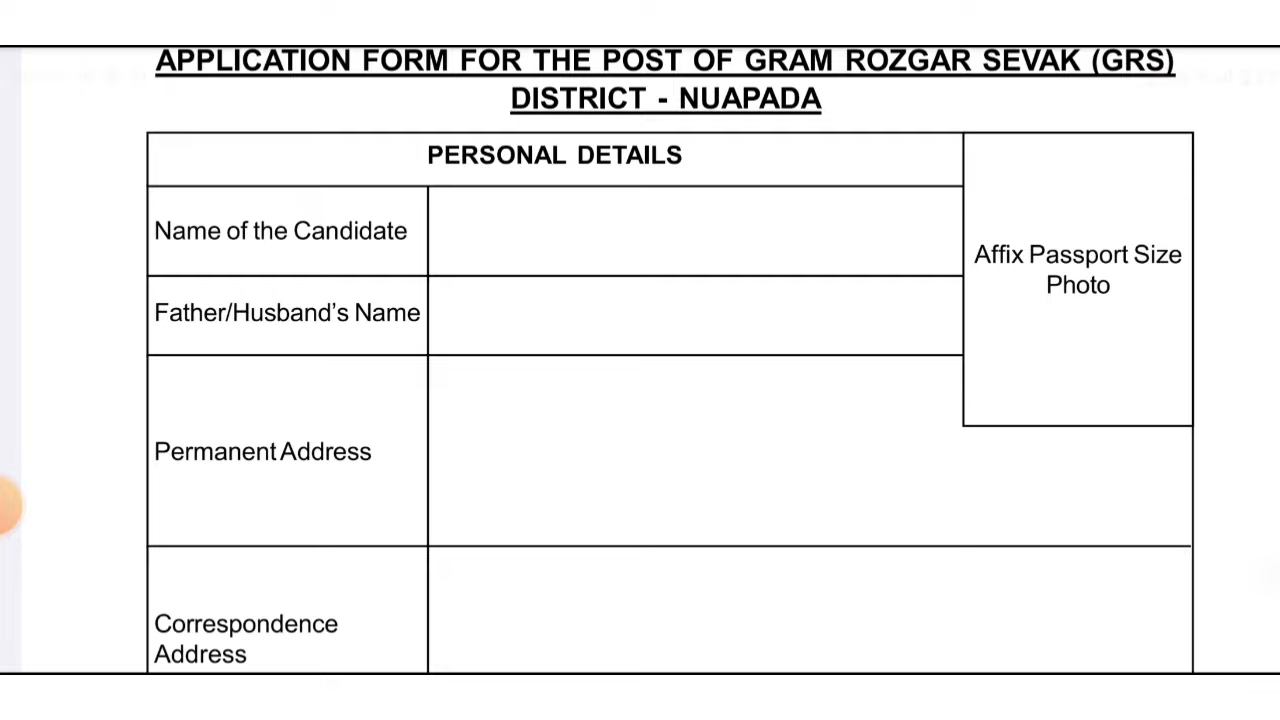 APPLICATION FORM FOR THE POST OF GRAM ROZGAR SEVAK (GRS)
DISTRICT - NUAPADA
PERSONAL DETAILS
Name of the Candidate
Affix Passport Size
Photo
Father/Husband's Name
Permanent Address
Correspondence
Address